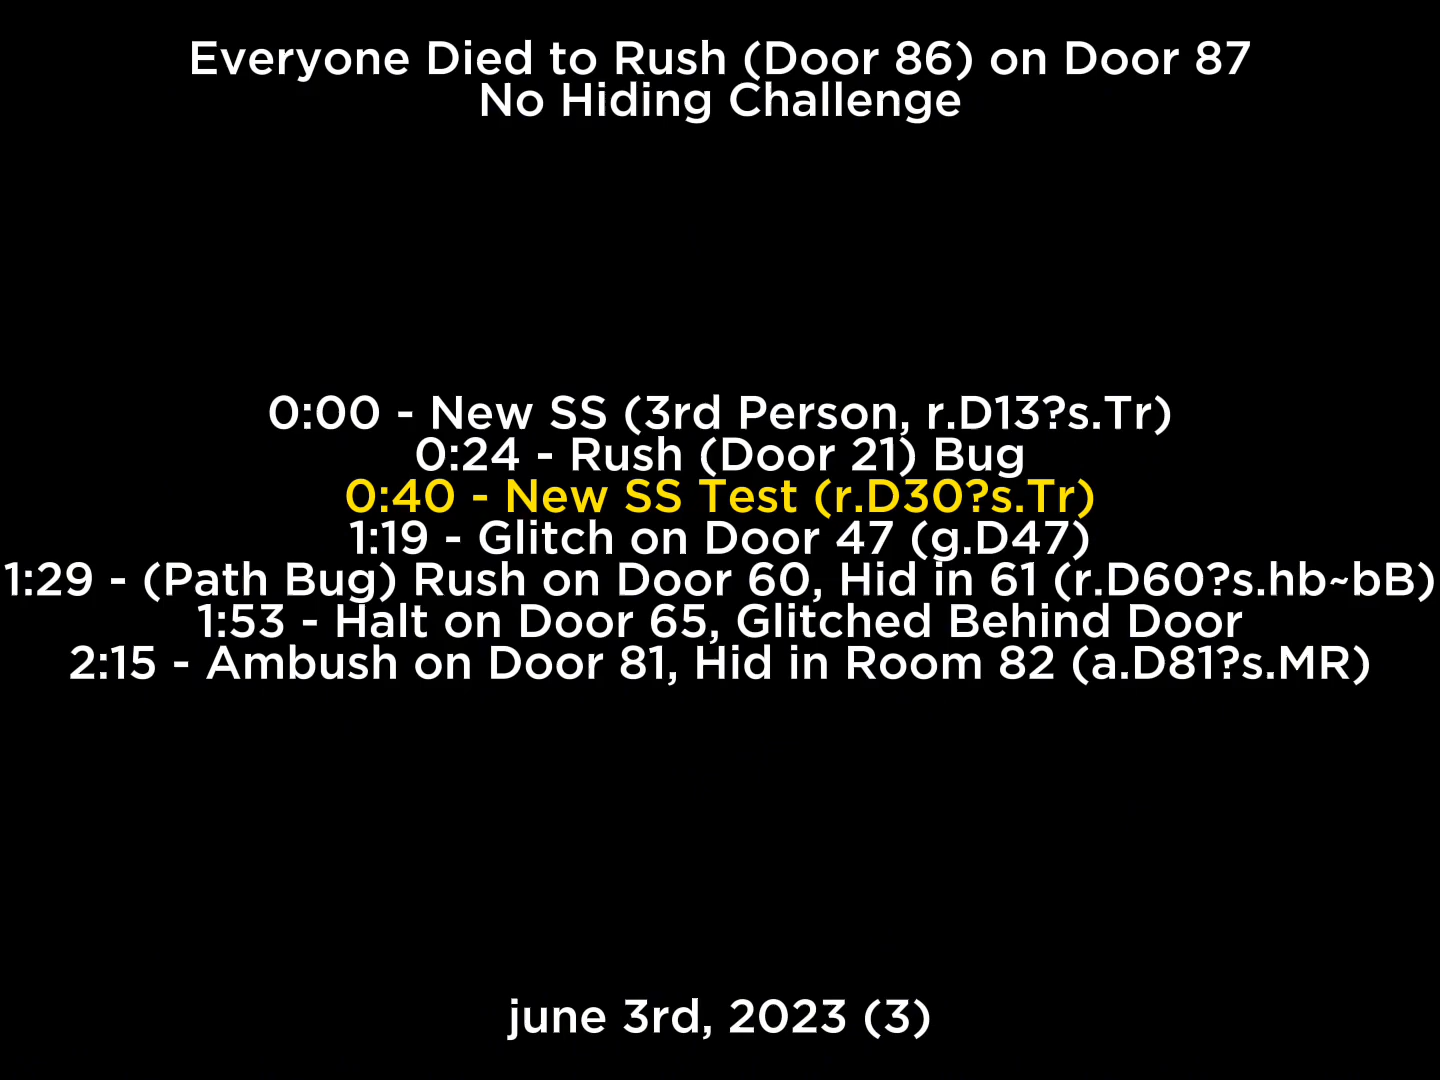 Everyone Died to Rush (Door 86) on Door 87
No Hiding Challenge
0:00 - New SS (3rd Person, r.D13?s.Tr)
0:24 - Rush (Door 21) Bug
0:40 - New SS Test (r.D30?s.Tr)
1:19 - Glitch on Door 47 (g.D47)
1:29 - (Path Bug) Rush on Door 60, Hid in 61 (r.D60?s.hb~bB)
1:53 - Halt on Door 65, Glitched Behind Door
2:15 - Ambush on Door 81, Hid in Room 82 (a.D81?s.MR)
june 3rd, 2023 (3)